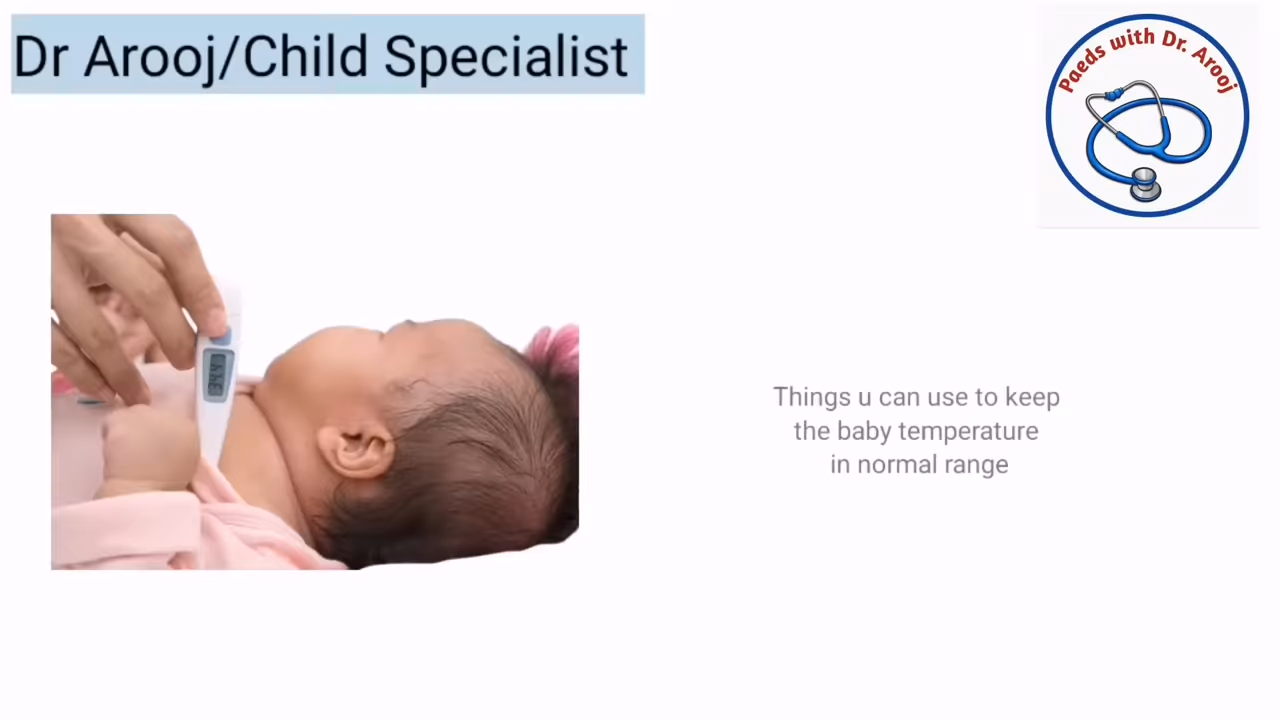 Dr Arooj/Child Specialist
Paeds with Dr. Arooj
Things u can use to keep
the baby temperature
in normal range